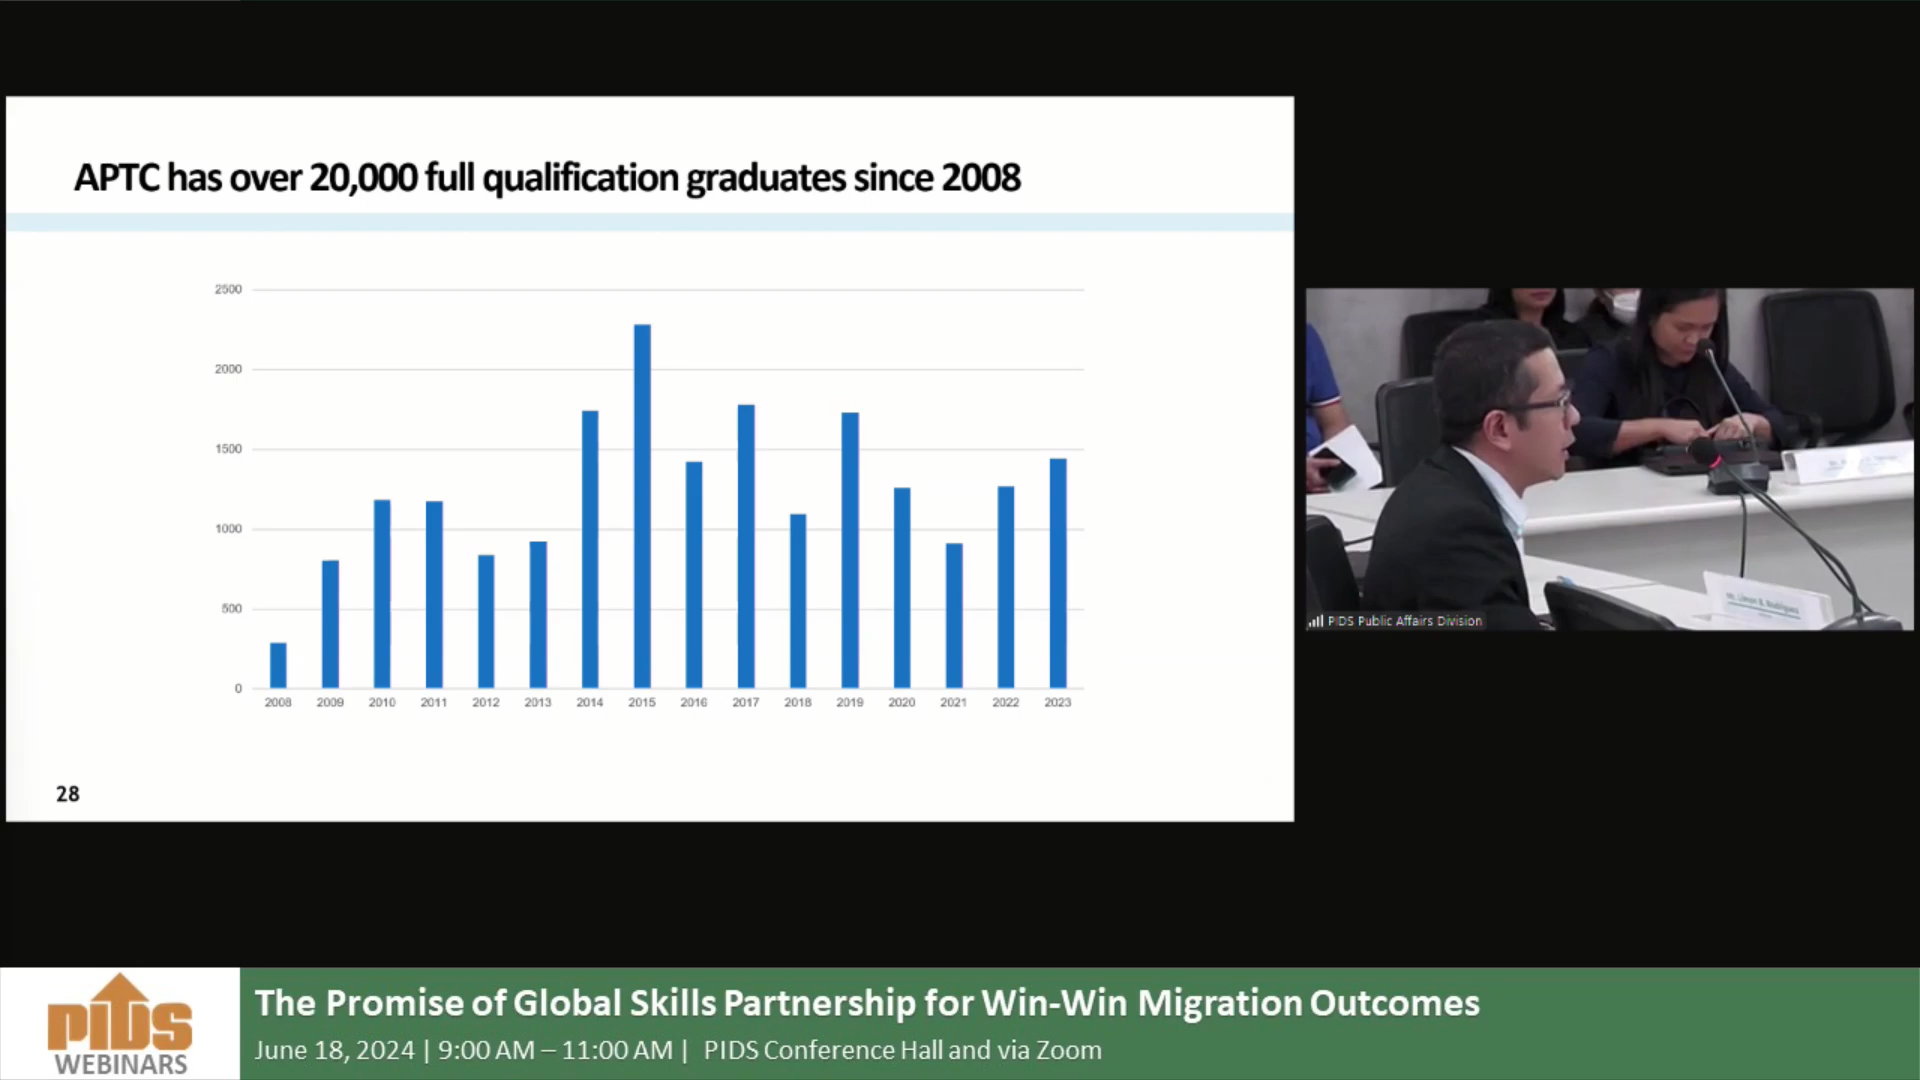 APTC has over 20,000 full qualification graduates since 2008
2500
2000
1500
1000
500
0
2008 2009 2010 2011 2012 2013 2014 2015 2016 2017 2018 2019 2020 2021 2022 2023
28
PIDS Public Affairs Division
PIDS
WEBINARS
The Promise of Global Skills Partnership for Win-Win Migration Outcomes
June 18, 2024 | 9:00 AM – 11:00 AM | PIDS Conference Hall and via Zoom